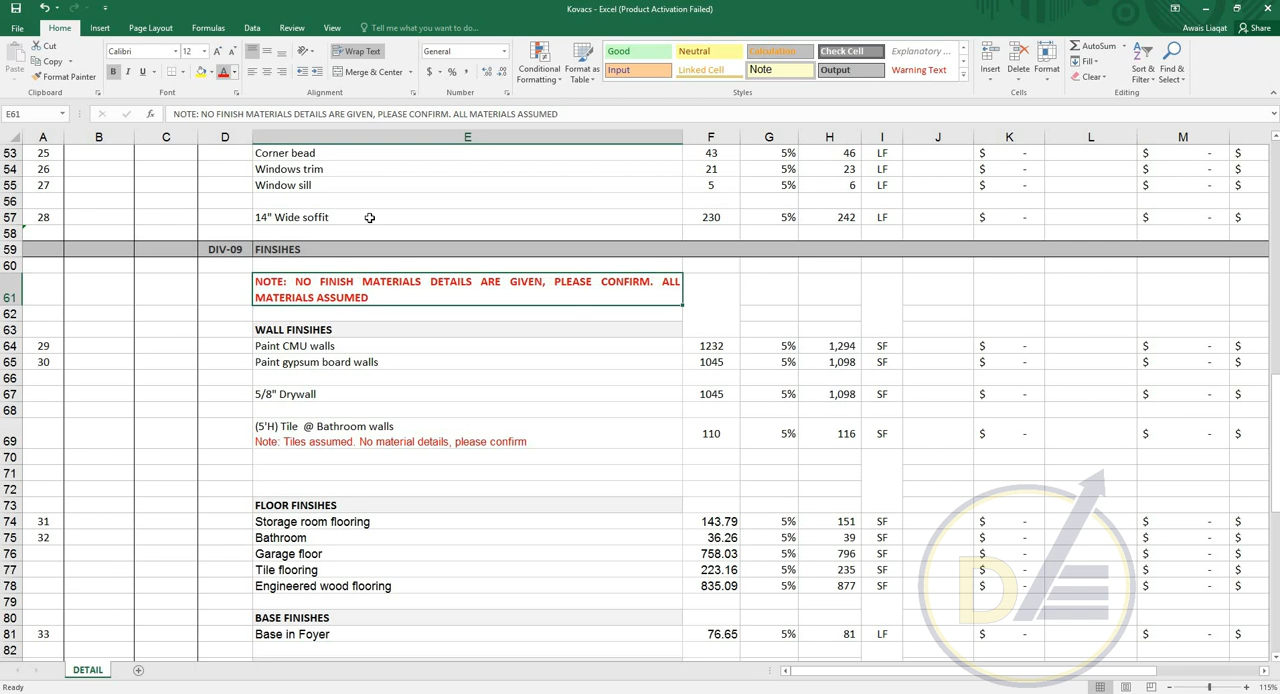 Kovacs - Excel (Product Activation Failed)
File Home Insert Page Layout Formulas Data Review View Tell me what you want to do... Awais Liaqat Share
Paste Cut Copy Format Painter Clipboard
Calibri 12 B I U A Font
Wrap Text Merge & Center Alignment
General $ % Number
Conditional Formatting Format as Table
Good Neutral Calculation Check Cell Explanatory ...
Input Linked Cell Note Output Warning Text
Styles
Insert Delete Format Cells
AutoSum Fill Clear Sort & Filter Find & Select Editing
E61 fx NOTE: NO FINISH MATERIALS DETAILS ARE GIVEN, PLEASE CONFIRM. ALL MATERIALS ASSUMED
A B C D E F G H I J K L M
53 25 Corner bead 43 5% 46 LF $ - $ - $
54 26 Windows trim 21 5% 23 LF $ - $ - $
55 27 Window sill 5 5% 6 LF $ - $ - $
56
57 28 14" Wide soffit 230 5% 242 LF $ - $ - $
58
59 DIV-09 FINSIHES
60
61 NOTE: NO FINISH MATERIALS DETAILS ARE GIVEN, PLEASE CONFIRM. ALL
MATERIALS ASSUMED
62
63 WALL FINSIHES
64 29 Paint CMU walls 1232 5% 1,294 SF $ - $ - $
65 30 Paint gypsum board walls 1045 5% 1,098 SF $ - $ - $
66
67 5/8" Drywall 1045 5% 1,098 SF $ - $ - $
68
69 (5'H) Tile @ Bathroom walls 110 5% 116 SF $ - $ - $
Note: Tiles assumed. No material details, please confirm
70
71
72
73 FLOOR FINSIHES
74 31 Storage room flooring 143.79 5% 151 SF $ - $ - $
75 32 Bathroom 36.26 5% 39 SF $ - $ - $
76 Garage floor 758.03 5% 796 SF $ - $ - $
77 Tile flooring 223.16 5% 235 SF $ - $ - $
78 Engineered wood flooring 835.09 5% 877 SF $ - $ - $
79
80 BASE FINISHES
81 33 Base in Foyer 76.65 5% 81 LF $ - $ - $
82
DETAIL
Ready 115%